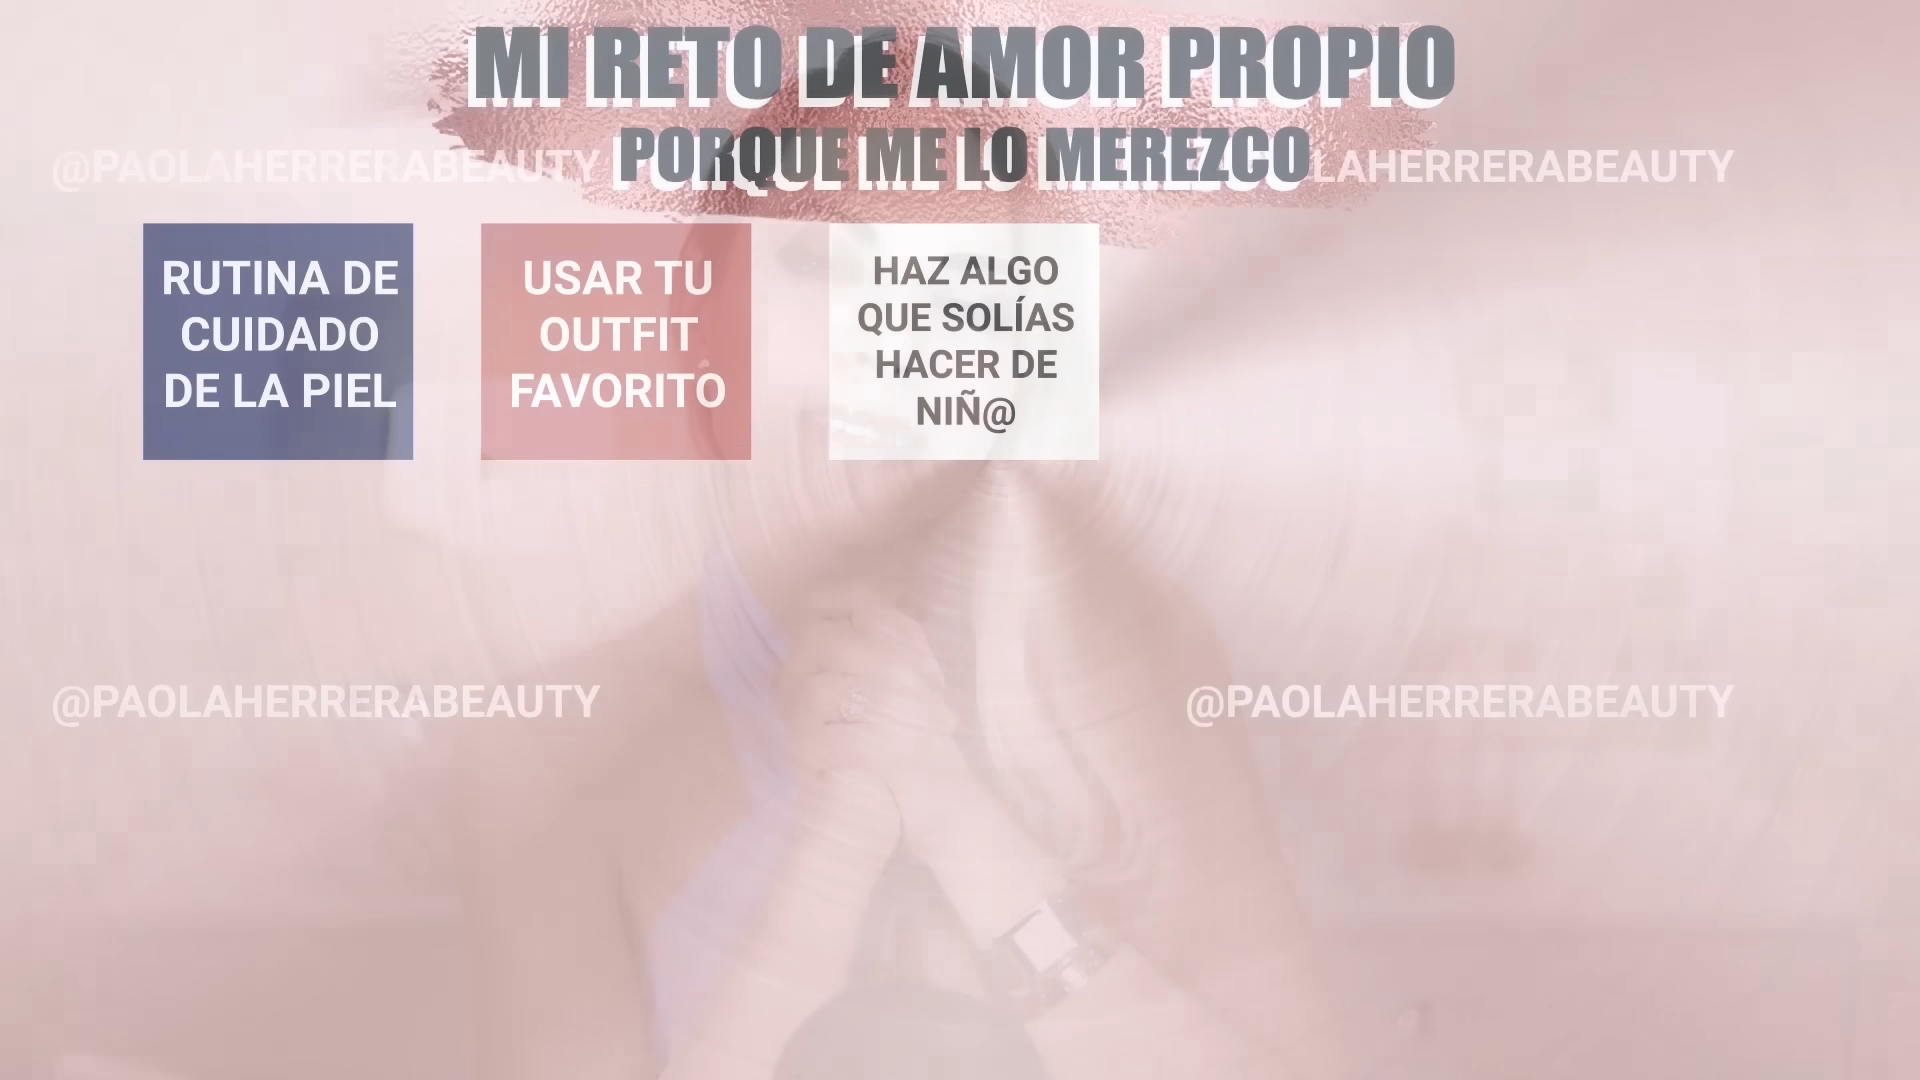 MI RETO DE AMOR PROPIO
PORQUE ME LO MEREZCO
@PAOLAHERRERABEAUTY
LAHERRERABEAUTY
RUTINA DE
CUIDADO
DE LA PIEL
USAR TU
OUTFIT
FAVORITO
HAZ ALGO
QUE SOLÍAS
HACER DE
NIÑ@
@PAOLAHERRERABEAUTY
@PAOLAHERRERABEAUTY